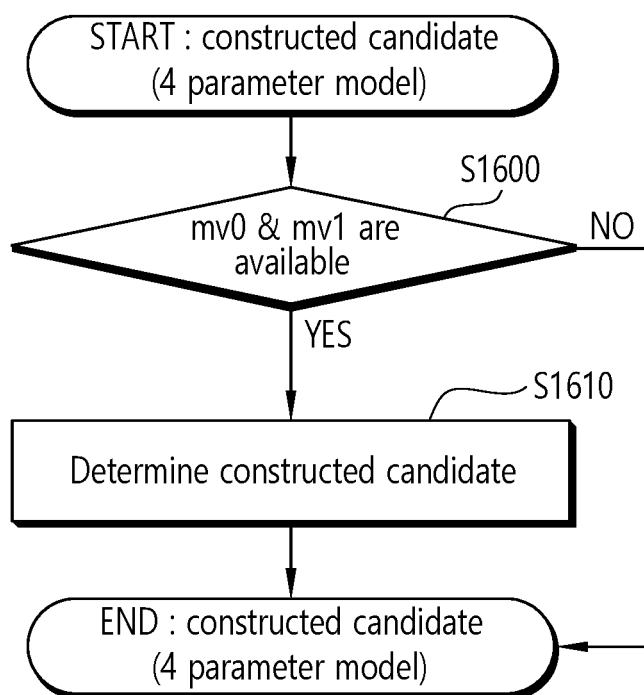 START : constructed candidate
(4 parameter model)
S1600
mv0 & mv1 are
available
NO
YES
S1610
Determine constructed candidate
END : constructed candidate
(4 parameter model)